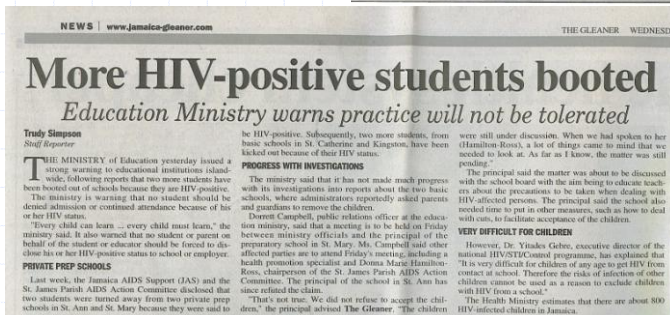 NEWS | www.jamaica-gleaner.com
THE GLEANER WEDNESD
More HIV-positive students booted
Education Ministry warns practice will not be tolerated
Trudy Simpson
Staff Reporter
THE MINISTRY of Education yesterday issued a
strong warning to educational institutions island-
wide, following reports that two more students have
been booted out of schools because they are HIV-positive.
The ministry is warning that no student should be
denied admission or continued attendance because of his
or her HIV status.
"Every child can learn ... every child must learn," the
ministry said. It also warned that no student or parent on
behalf of the student or educator should be forced to dis-
close his or her HIV-positive status to school or employer.
PRIVATE PREP SCHOOLS
Last week, the Jamaica AIDS Support (JAS) and the
St. James Parish AIDS Action Committee disclosed that
two students were turned away from two private prep
schools in St. Ann and St. Mary because they were said to
be HIV-positive. Subsequently, two more students, from
basic schools in St. Catherine and Kingston, have been
kicked out because of their HIV status.
PROGRESS WITH INVESTIGATIONS
The ministry said that it has not made much progress
with its investigations into reports about the two basic
schools, where administrators reportedly asked parents
and guardians to remove the children.
Dorrett Campbell, public relations officer at the educa-
tion ministry, said that a meeting is to be held on Friday
between ministry officials and the principal of the
preparatory school in St. Mary. Ms. Campbell said other
affected parties are to attend Friday's meeting, including a
health promotion specialist and Donna Marie Hamilton-
Ross, chairperson of the St. James Parish AIDS Action
Committee. The principal of the school in St. Ann has
since refuted the claim.
"That's not true. We did not refuse to accept the chil-
dren," the principal advised The Gleaner. "The children
were still under discussion. When we had spoken to her
(Hamilton-Ross), a lot of things came to mind that we
needed to look at. As far as I know, the matter was still
pending."
The principal said the matter was about to be discussed
with the school board with the aim being to educate teach-
ers about the precautions to be taken when dealing with
HIV-affected persons. The principal said the school also
needed time to put in other measures, such as how to deal
with cuts, to facilitate acceptance of the children.
VERY DIFFICULT FOR CHILDREN
However, Dr. Yitades Gebre, executive director of the
national HIV/STI/Control programme, has explained that
"It is very difficult for children of any age to get HIV from
contact at school. Therefore the risks of infection of other
children cannot be used as a reason to exclude children
with HIV from a school."
The Health Ministry estimates that there are about 800
HIV-infected children in Jamaica.